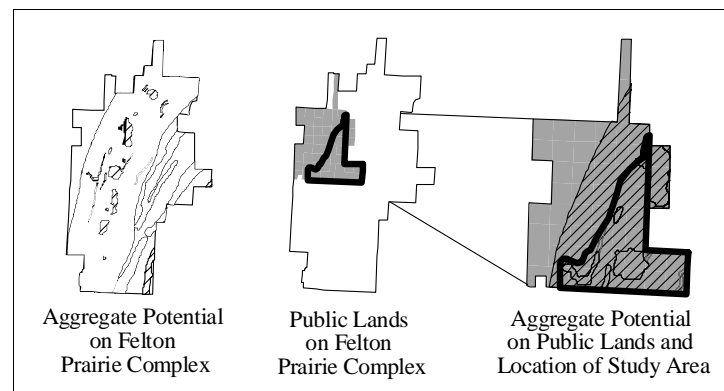 Aggregate Potential
on Felton
Prairie Complex
Public Lands
on Felton
Prairie Complex
Aggregate Potential
on Public Lands and
Location of Study Area